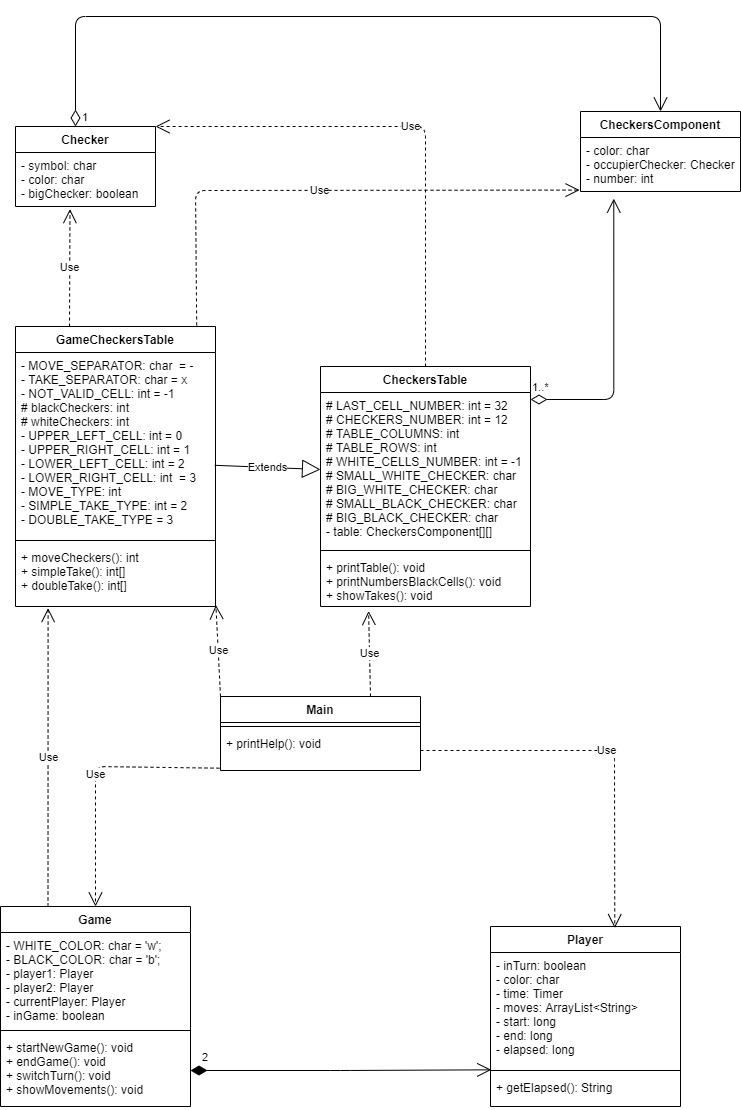 1
Checker
- symbol: char
- color: char
- bigChecker: boolean
CheckersComponent
- color: char
- occupierChecker: Checker
- number: int
Use
Use
Use
GameCheckersTable
- MOVE_SEPARATOR: char  = -
- TAKE_SEPARATOR: char = x
- NOT_VALID_CELL: int = -1
# blackCheckers: int
# whiteCheckers: int
- UPPER_LEFT_CELL: int = 0
- UPPER_RIGHT_CELL: int = 1
- LOWER_LEFT_CELL: int = 2
- LOWER_RIGHT_CELL: int  = 3
- MOVE_TYPE: int
- SIMPLE_TAKE_TYPE: int = 2
- DOUBLE_TAKE_TYPE = 3
+ moveCheckers(): int
+ simpleTake(): int[]
+ doubleTake(): int[]
Extends
CheckersTable
# LAST_CELL_NUMBER: int = 32
# CHECKERS_NUMBER: int = 12
# TABLE_COLUMNS: int
# TABLE_ROWS: int
# WHITE_CELLS_NUMBER: int = -1
# SMALL_WHITE_CHECKER: char
# BIG_WHITE_CHECKER: char
# SMALL_BLACK_CHECKER: char
# BIG_BLACK_CHECKER: char
- table: CheckersComponent[][]
+ printTable(): void
+ printNumbersBlackCells(): void
+ showTakes(): void
1..*
Use
Use
Main
+ printHelp(): void
Use
Use
Use
Game
- WHITE_COLOR: char = 'w';
- BLACK_COLOR: char = 'b';
- player1: Player
- player2: Player
- currentPlayer: Player
- inGame: boolean
+ startNewGame(): void
+ endGame(): void
+ switchTurn(): void
+ showMovements(): void
2
Player
- inTurn: boolean
- color: char
- time: Timer
- moves: ArrayList<String>
- start: long
- end: long
- elapsed: long
+ getElapsed(): String